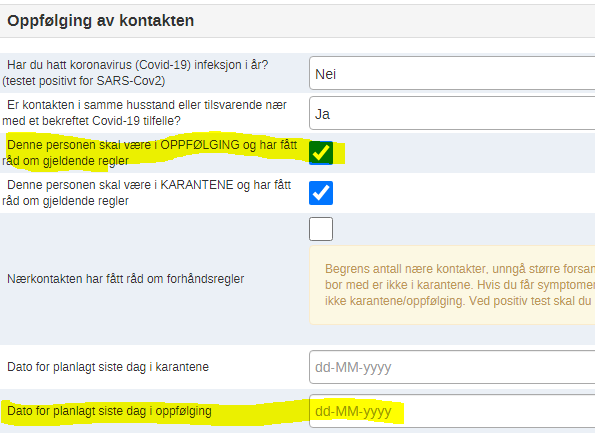 Oppfølging av kontakten
Har du hatt koronavirus (Covid-19) infeksjon i år?
(testet positivt for SARS-Cov2)
Nei
Er kontakten i samme husstand eller tilsvarende nær
med et bekreftet Covid-19 tilfelle?
Ja
Denne personen skal være i OPPFØLGING og har fått
råd om gjeldende regler
Denne personen skal være i KARANTENE og har fått
råd om gjeldende regler
Nærkontakten har fått råd om forhåndsregler
Begrens antall nære kontakter, unngå større forsan
bor med er ikke i karantene. Hvis du får symptomer
ikke karantene/oppfølging. Ved positiv test skal du
Dato for planlagt siste dag i karantene
dd-MM-yyyy
Dato for planlagt siste dag i oppfølging
dd-MM-yyyy